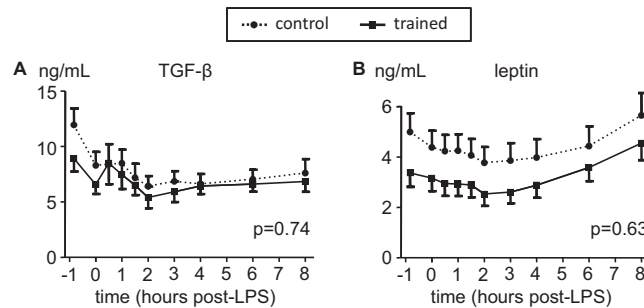 control trained
A ng/mL TGF-β
15
10
5
0
p=0.74
-1 0 1 2 3 4 5 6 7 8
time (hours post-LPS)
B ng/mL leptin
6
4
2
0
p=0.63
-1 0 1 2 3 4 5 6 7 8
time (hours post-LPS)